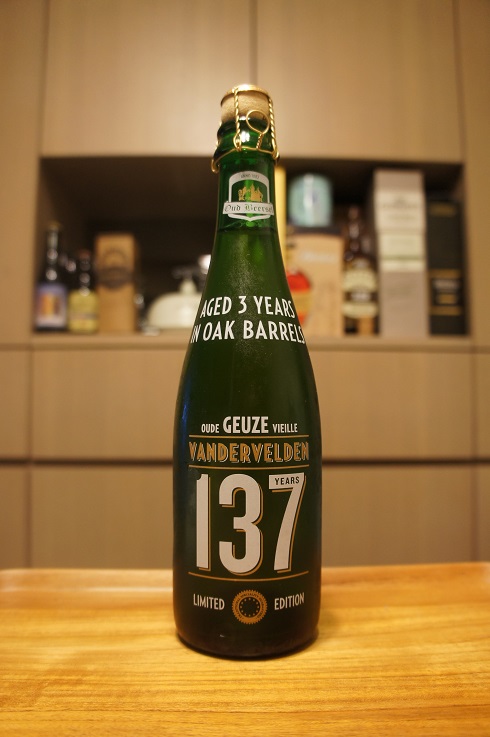 Oud Beersel
AGED 3 YEARS
IN OAK BARRELS
OUDE GEUZE VIEILLE
VANDERVELDEN
137
YEARS
LIMITED EDITION